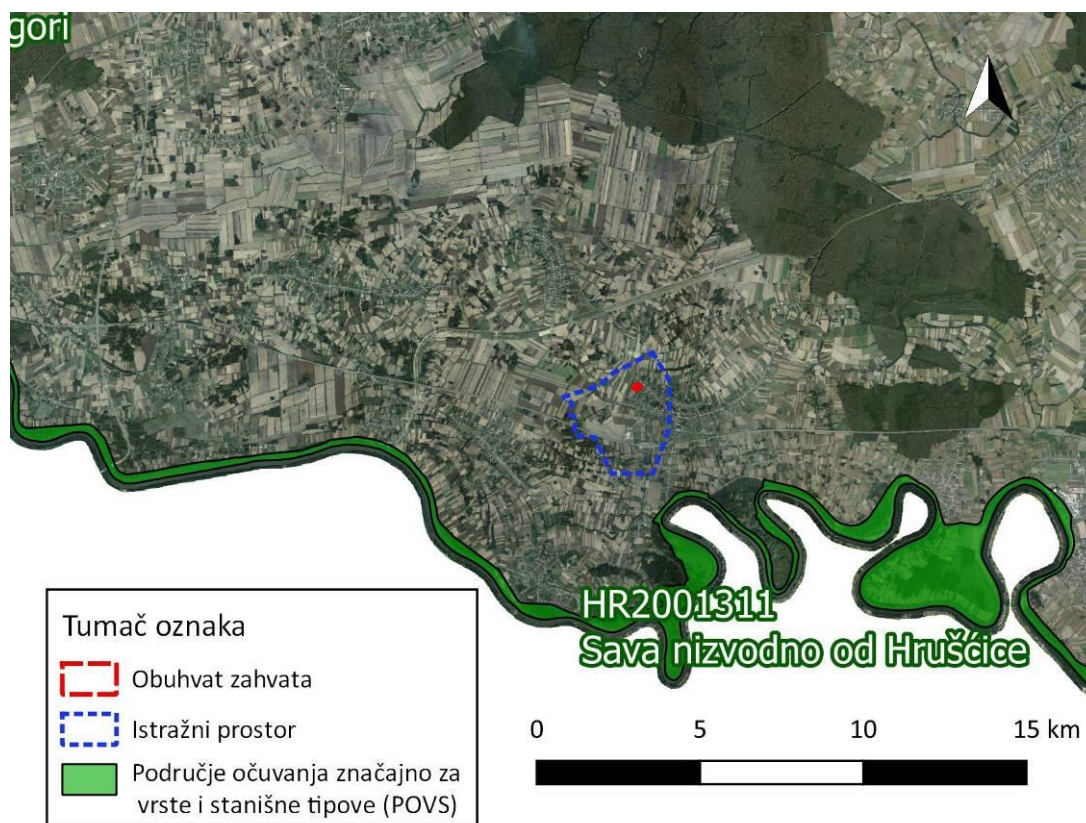 gori
HR2001311
Sava nizvodno od Hrušćice
Tumač oznaka
Obuhvat zahvata
Istražni prostor
Područje očuvanja značajno za
vrste i stanišne tipove (POVS)
0 5 10 15 km